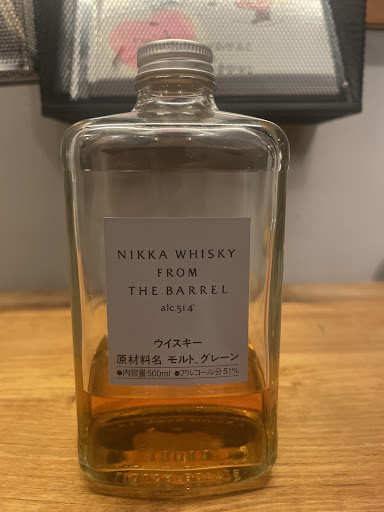 NIKKA WHISKY
FROM
THE BARREL
alc.51.4°
ウイスキー
原材料名 モルト、グレーン
●内容量500ml ●アルコール分51%